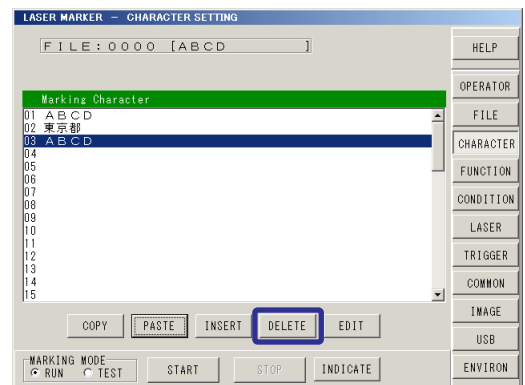 LASER MARKER － CHARACTER SETTING
ＦＩＬＥ：００００ ［ＡＢＣＤ ］
Marking Character
01 ＡＢＣＤ
02 東京都
03 ＡＢＣＤ
04
05
06
07
08
09
10
11
12
13
14
15
COPY PASTE INSERT DELETE EDIT
MARKING MODE
RUN TEST START STOP INDICATE
HELP
OPERATOR
FILE
CHARACTER
FUNCTION
CONDITION
LASER
TRIGGER
COMMON
IMAGE
USB
ENVIRON